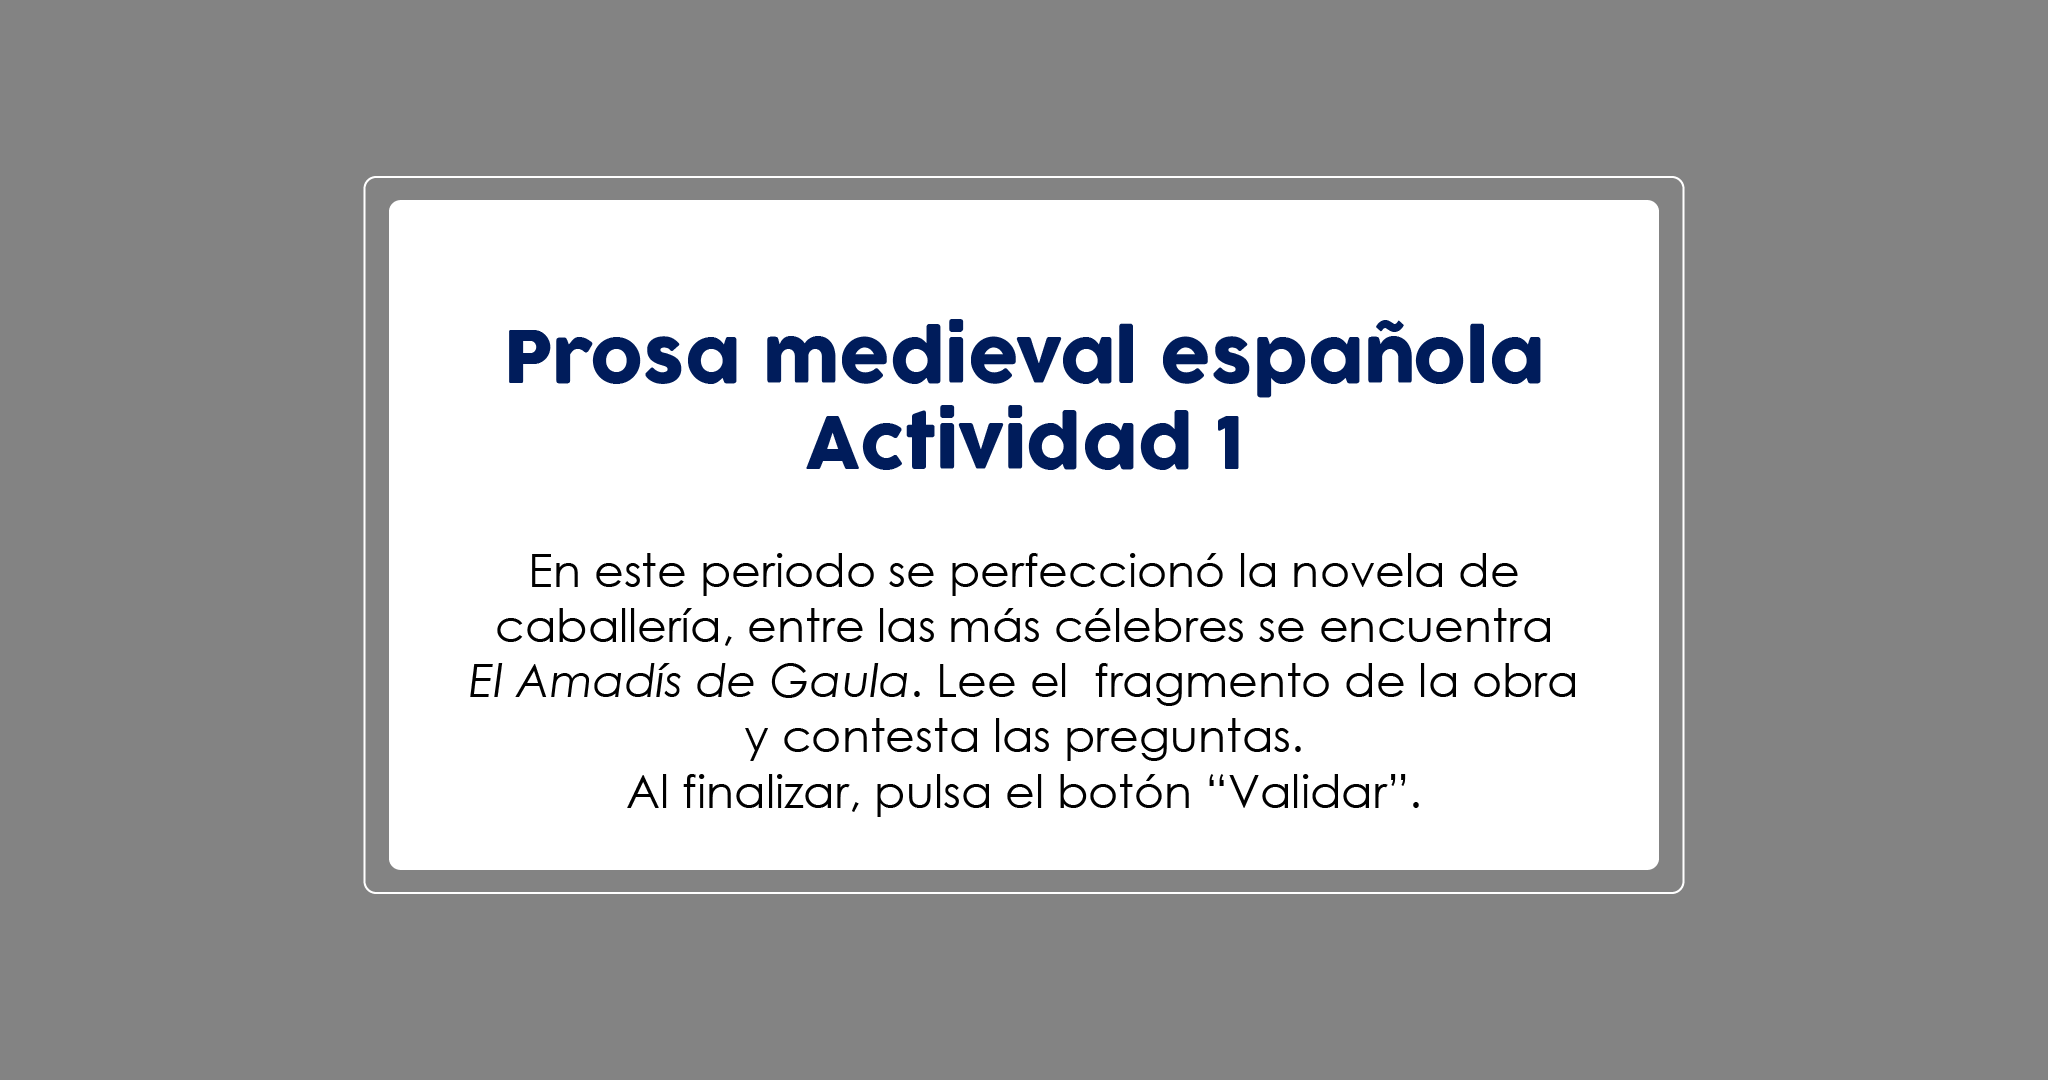 Prosa medieval española
Actividad 1
En este periodo se perfeccionó la novela de
caballería, entre las más célebres se encuentra
El Amadís de Gaula. Lee el  fragmento de la obra
y contesta las preguntas.
Al finalizar, pulsa el botón “Validar”.